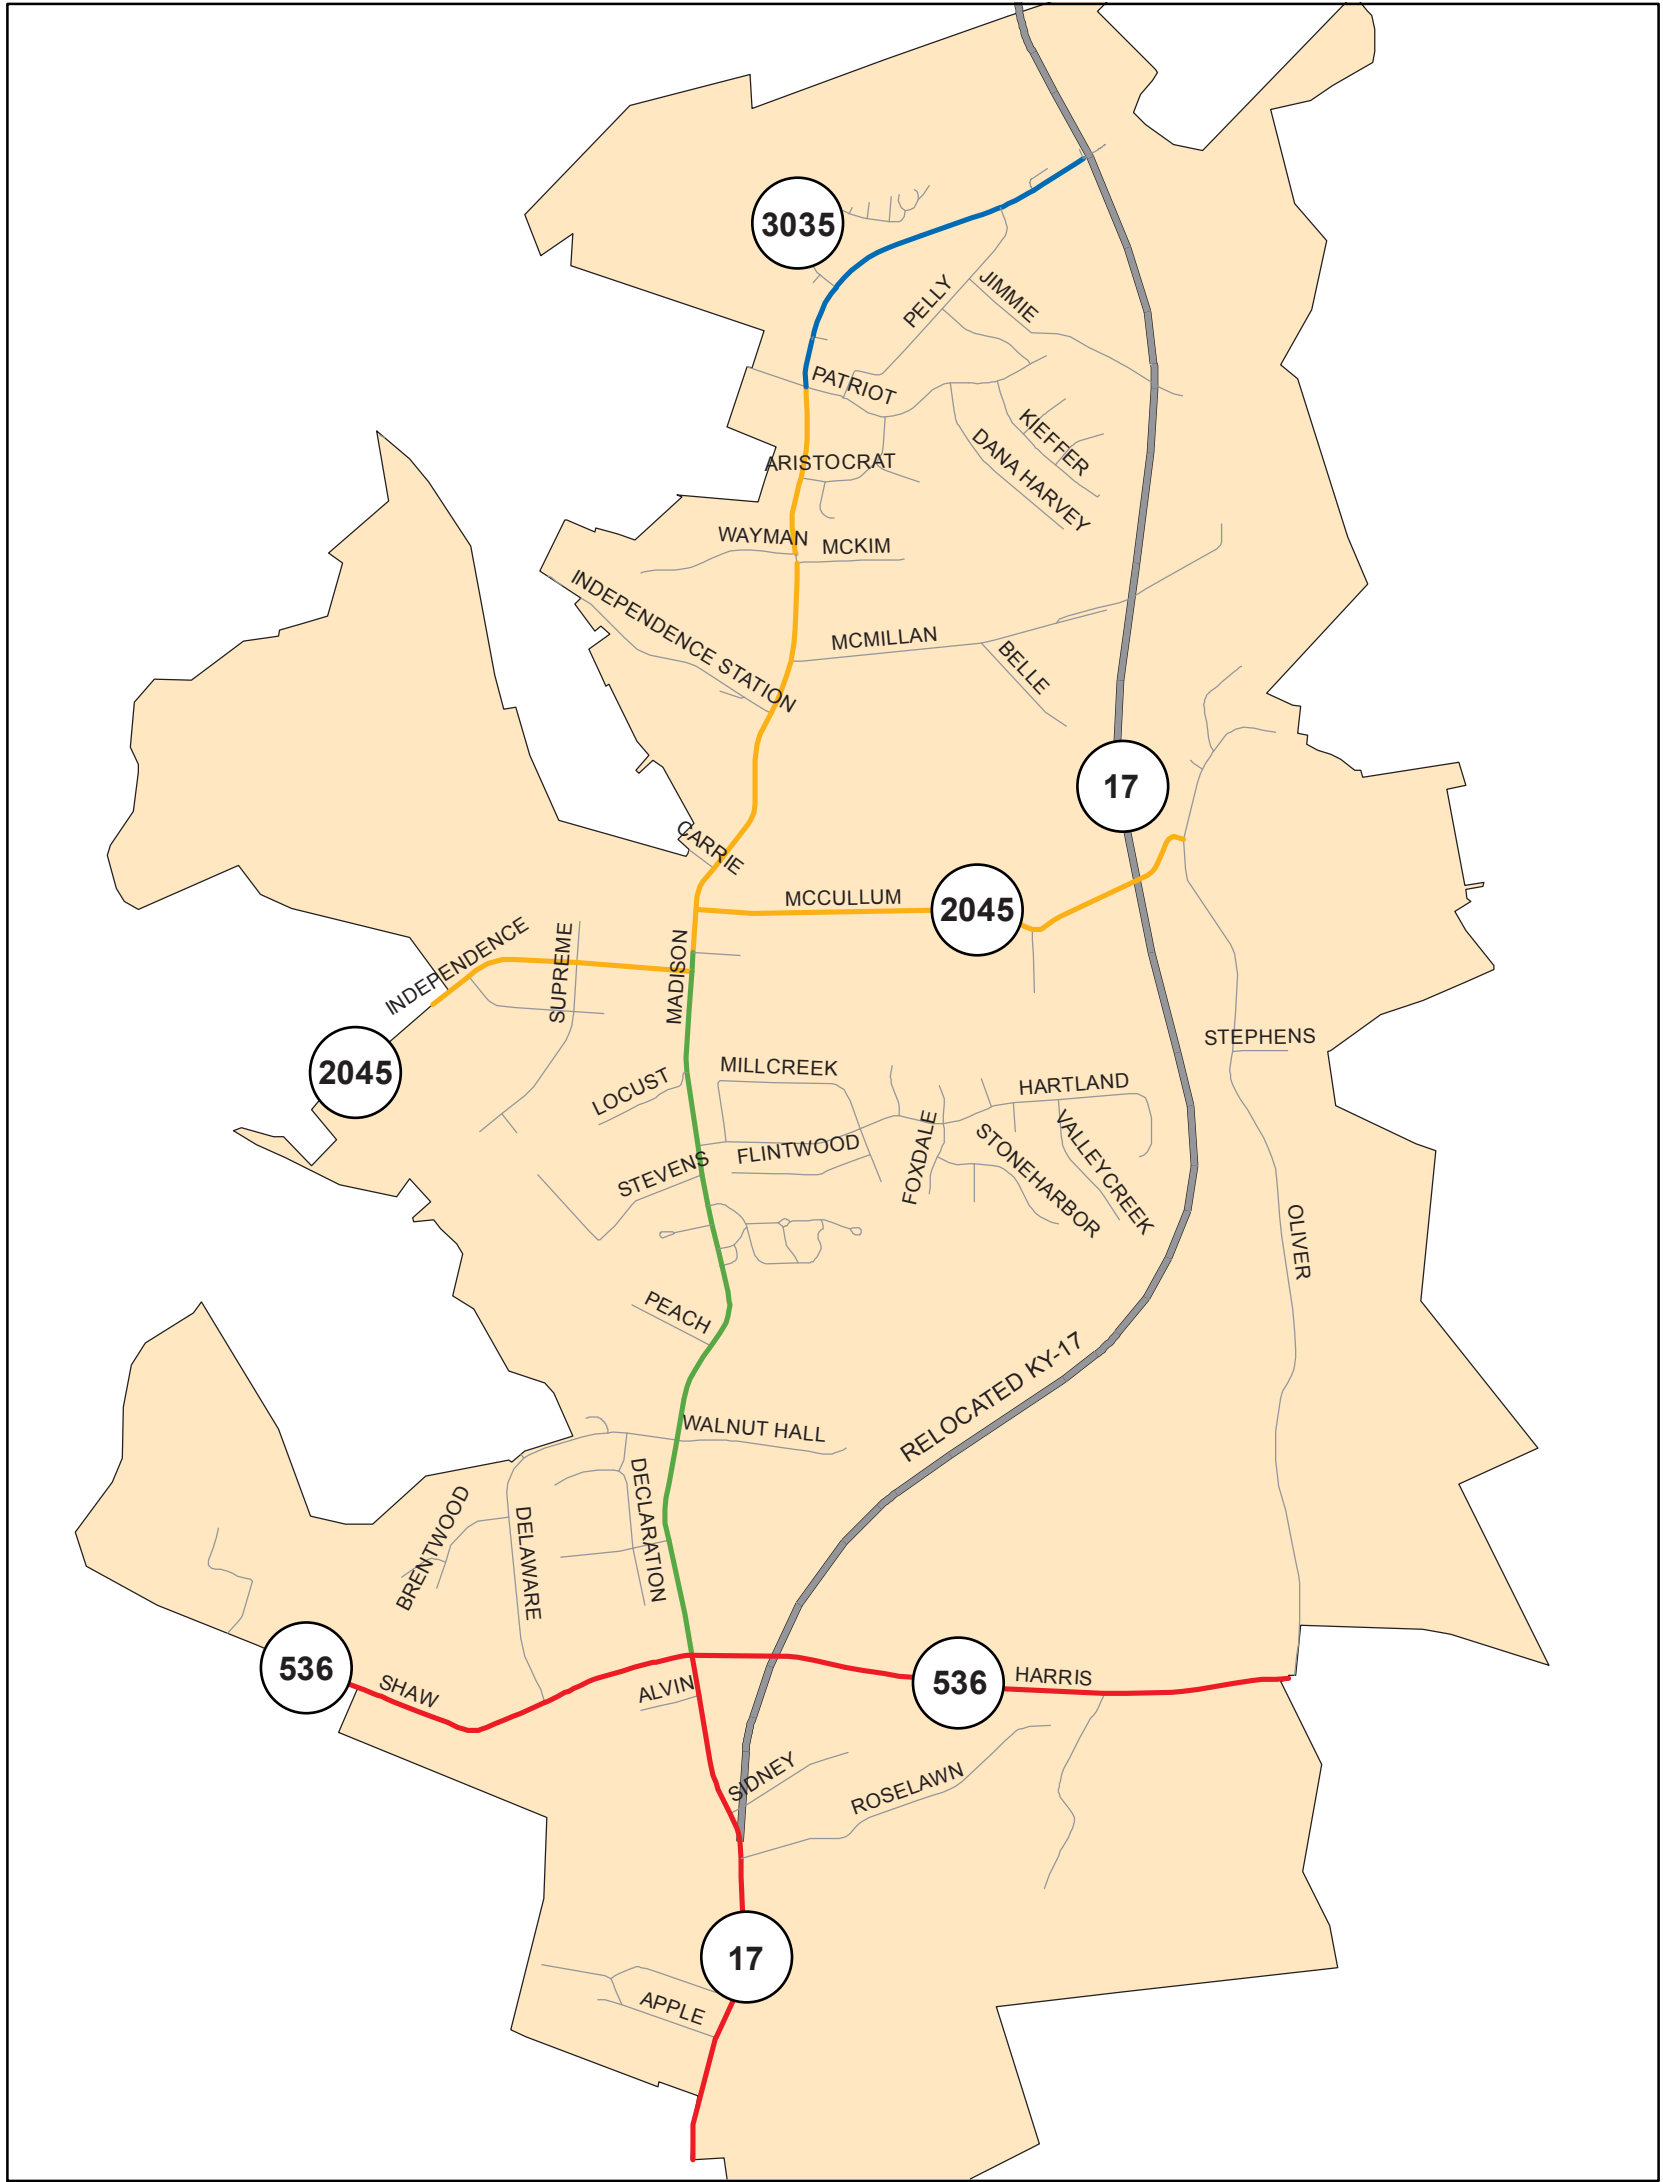 3035
PELLY
JIMMIE
PATRIOT
KIEFFER
DANA HARVEY
ARISTOCRAT
WAYMAN
MCKIM
INDEPENDENCE STATION
MCMILLAN
BELLE
17
CARRIE
MCCULLUM
2045
INDEPENDENCE
SUPREME
MADISON
2045
STEPHENS
MILLCREEK
LOCUST
HARTLAND
FLINTWOOD
FOXDALE
STONEHARBOR
VALLEYCREEK
STEVENS
OLIVER
PEACH
RELOCATED KY-17
WALNUT HALL
DECLARATION
BRENTWOOD
DELAWARE
536
SHAW
ALVIN
536
HARRIS
SIDNEY
ROSELAWN
17
APPLE